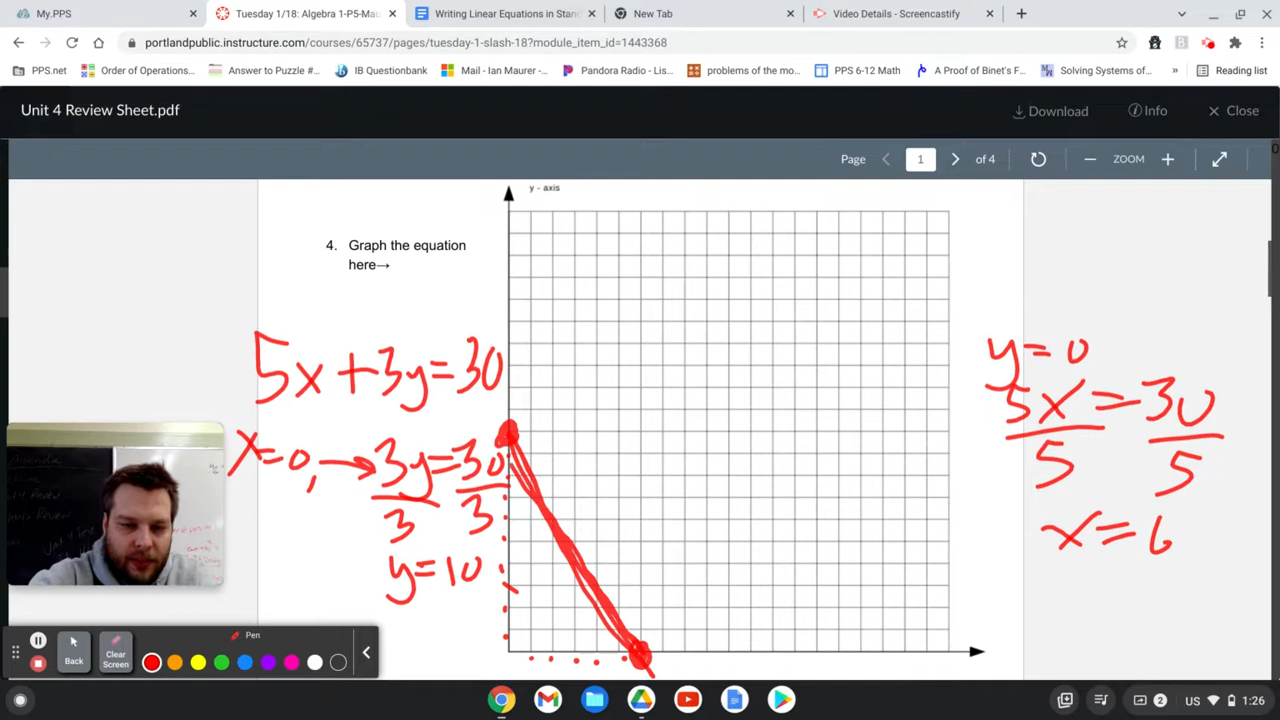 My.PPS
Tuesday 1/18: Algebra 1-P5-Mau
Writing Linear Equations in Stan
New Tab
Video Details - Screencastify
portlandpublic.instructure.com/courses/65737/pages/tuesday-1-slash-18?module_item_id=1443368
PPS.net
Order of Operations...
Answer to Puzzle #...
IB Questionbank
Mail - Ian Maurer -...
Pandora Radio - Lis...
problems of the mo...
PPS 6-12 Math
A Proof of Binet's F...
Solving Systems of...
»
Reading list
Unit 4 Review Sheet.pdf
Download
Info
Close
Page
1
of 4
ZOOM
y - axis
4. Graph the equation
here→
5x+3y=30
x=0, → 3y=30
3 3
y=10
y=0
5x=30
5 5
x=6
Pen
Back
Clear
Screen
2
US
1:26